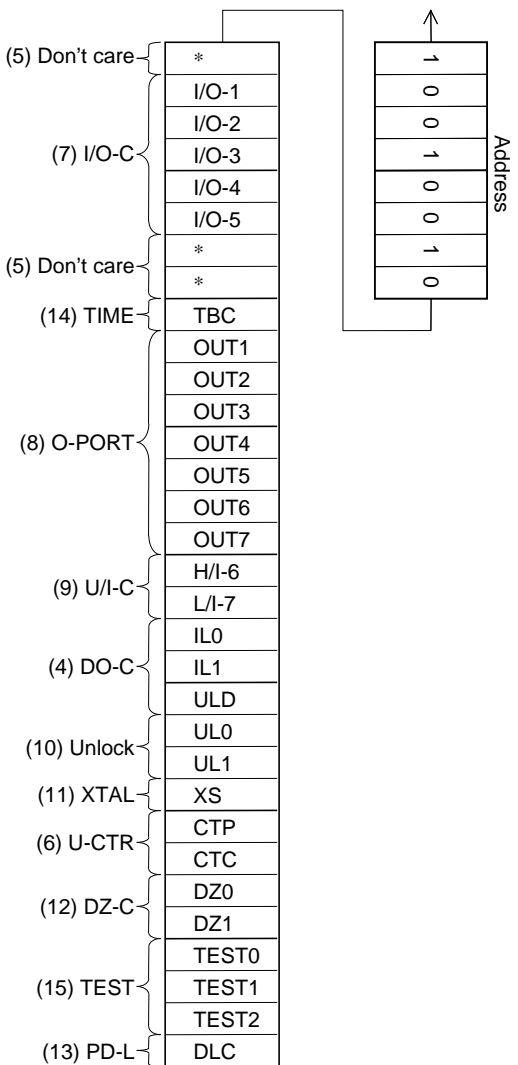 (5) Don't care *
I/O-1
I/O-2
(7) I/O-C I/O-3
I/O-4
I/O-5
*
(5) Don't care
*
(14) TIME TBC
OUT1
OUT2
OUT3
(8) O-PORT OUT4
OUT5
OUT6
OUT7
H/I-6
(9) U/I-C
L/I-7
IL0
(4) DO-C IL1
ULD
UL0
(10) Unlock
UL1
(11) XTAL XS
CTP
(6) U-CTR
CTC
DZ0
(12) DZ-C
DZ1
TEST0
(15) TEST TEST1
TEST2
(13) PD-L DLC
1
0
0
1
0
0
1
0
Address